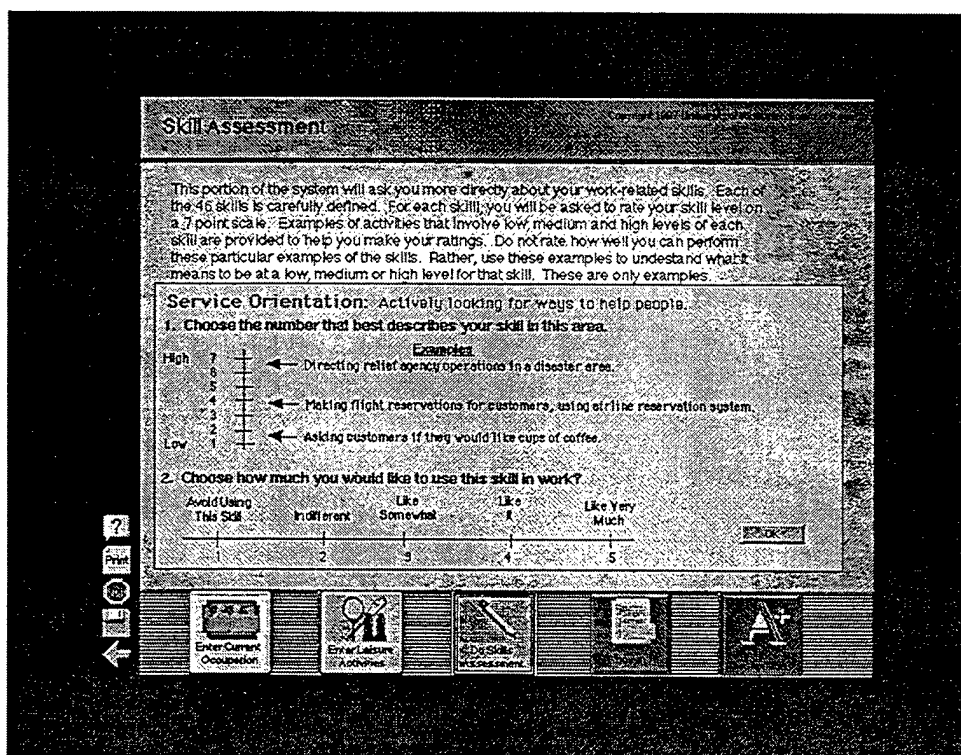 Skill Assessment
Copyright 1997
This portion of the system will ask you more directly about your work-related skills. Each of
the 46 skills is carefully defined. For each skill, you will be asked to rate your skill level on
a 7 point scale. Examples of activities that involve low, medium and high levels of each
skill are provided to help you make your ratings. Do not rate how well you can perform
these particular examples of the skills. Rather, use these examples to undestand what it
means to be at a low, medium or high level for that skill. These are only examples.
Service Orientation: Actively looking for ways to help people.
1. Choose the number that best describes your skill in this area.
Examples
High 7
Directing relief agency operations in a disaster area.
6
5
4
Making flight reservations for customers, using airline reservation system.
3
2
Asking customers if they would like cups of coffee.
Low 1
2. Choose how much you would like to use this skill in work?
Avoid Using This Skill
Indifferent
Like Somewhat
Like It
Like Very Much
1 2 3 4 5
OK
?
Print
Enter Current
Occupation
Enter Leisure
Activities
Do Skills
Assessment
A+